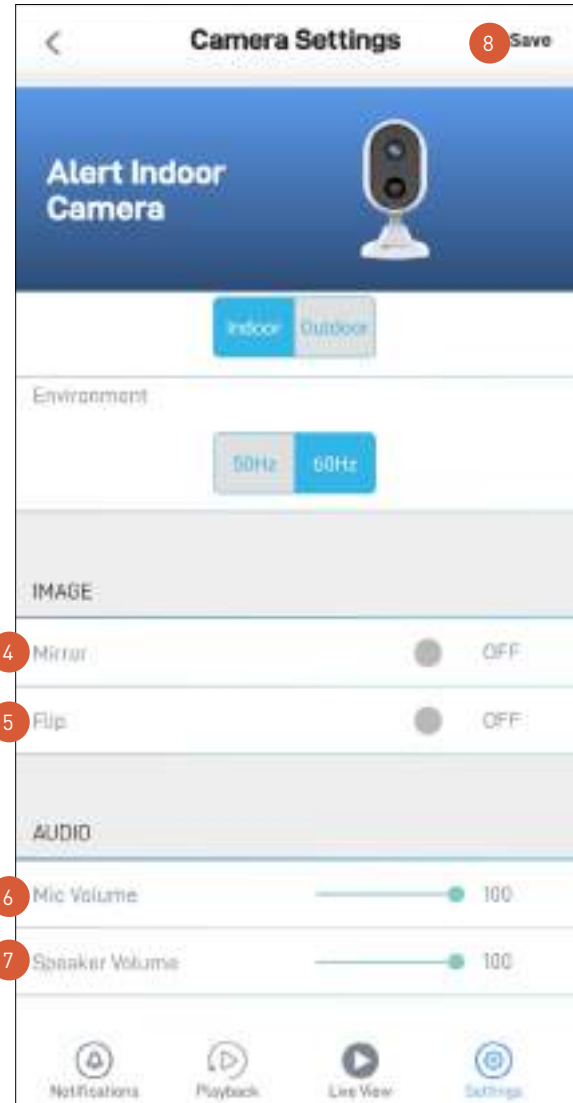 Camera Settings
8 Save
Alert Indoor
Camera
Indoor Outdoor
Environment
50Hz 60Hz
IMAGE
4 Mirror OFF
5 Flip OFF
AUDIO
6 Mic Volume 100
7 Speaker Volume 100
Notifications Playback Live View Settings